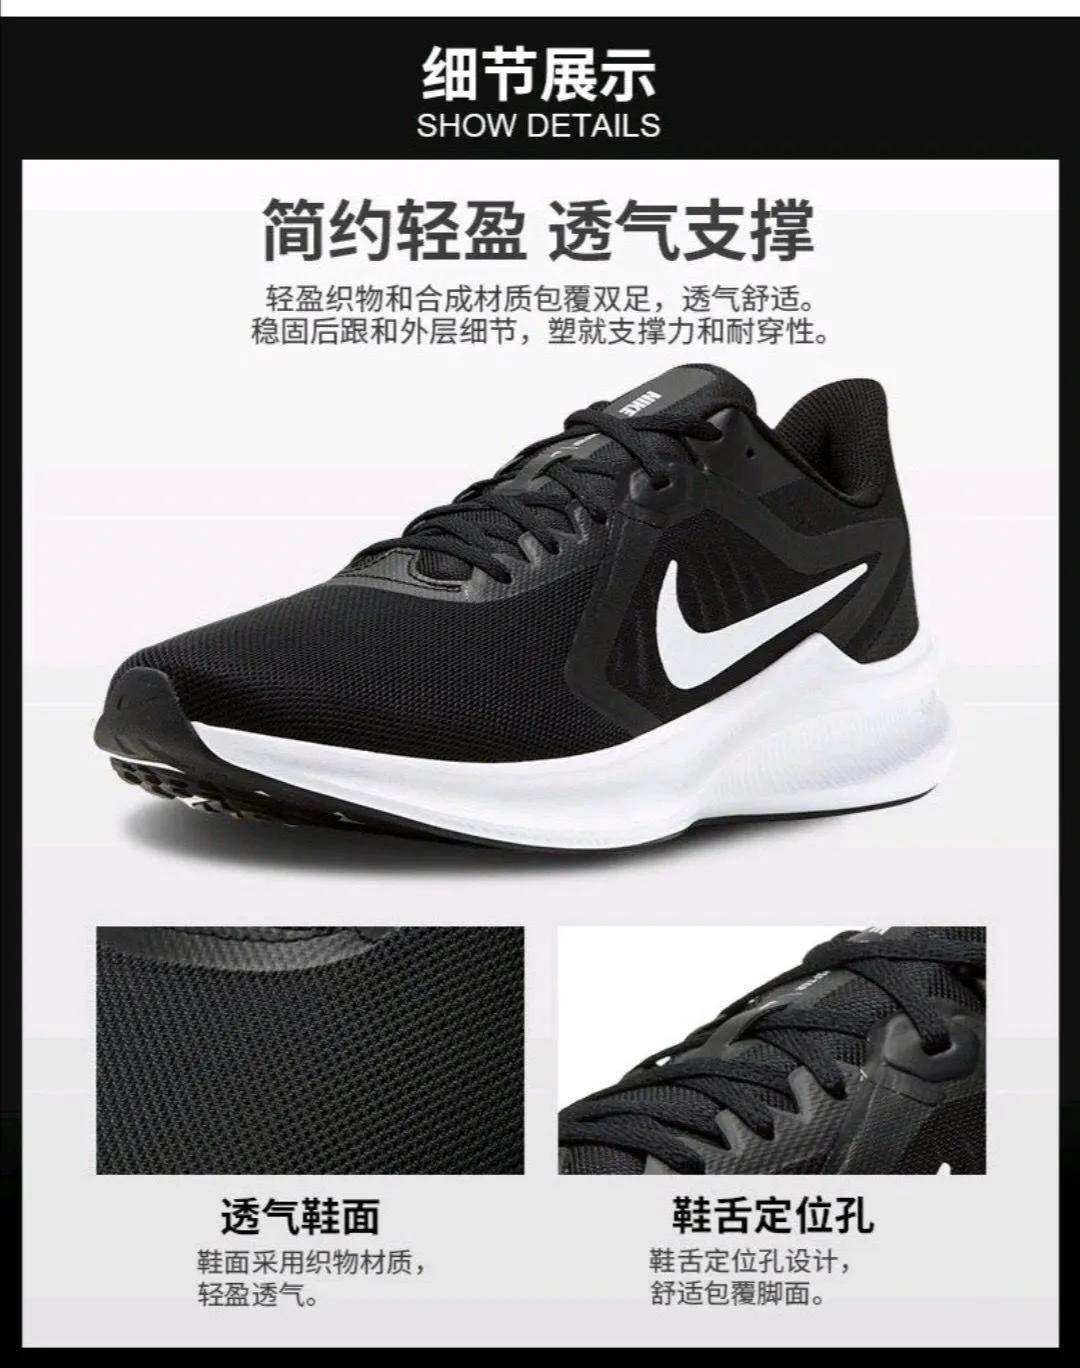 细节展示
SHOW DETAILS
简约轻盈 透气支撑
轻盈织物和合成材质包覆双足，透气舒适。
稳固后跟和外层细节，塑就支撑力和耐穿性。
NIKE
透气鞋面
鞋面采用织物材质，
轻盈透气。
鞋舌定位孔
鞋舌定位孔设计，
舒适包覆脚面。